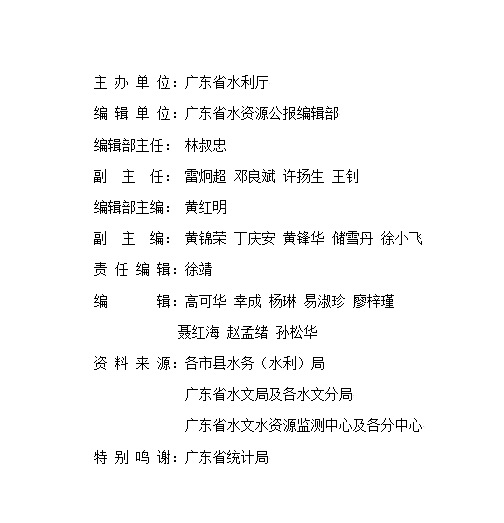 主 办 单 位：广东省水利厅
编 辑 单 位：广东省水资源公报编辑部
编辑部主任： 林叔忠
副 主 任： 雷炯超 邓良斌 许扬生 王钊
编辑部主编： 黄红明
副 主 编： 黄锦荣 丁庆安 黄锋华 储雪丹 徐小飞
责 任 编 辑：徐靖
编 辑：高可华 幸成 杨琳 易淑珍 廖梓瑾
聂红海 赵孟绪 孙松华
资 料 来 源：各市县水务（水利）局
广东省水文局及各水文分局
广东省水文水资源监测中心及各分中心
特 别 鸣 谢：广东省统计局